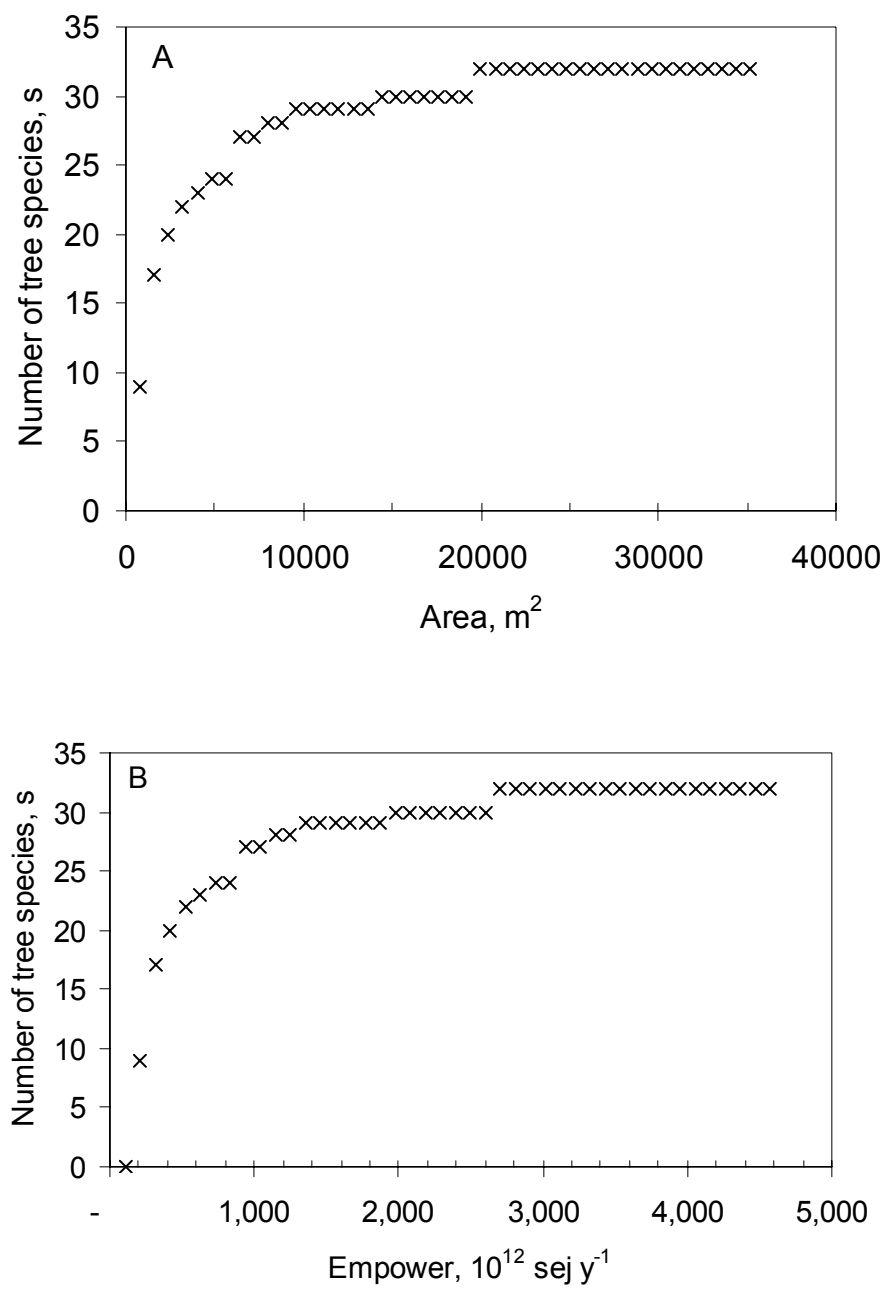 A
35
30
25
20
15
10
5
0
Number of tree species, s
0 10000 20000 30000 40000
Area, m²
B
35
30
25
20
15
10
5
0
Number of tree species, s
- 1,000 2,000 3,000 4,000 5,000
Empower, 10¹² sej y⁻¹